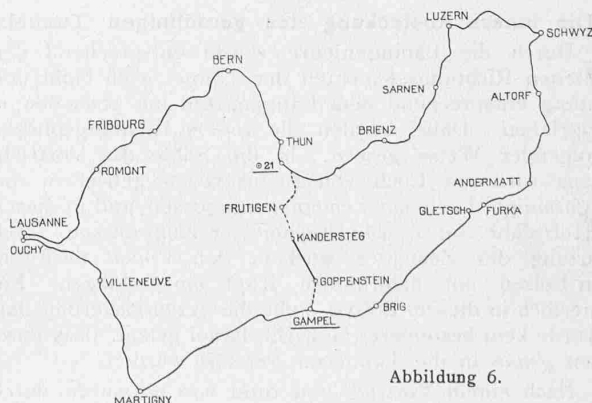 LUZERN
SCHWYZ
BERN
SARNEN
ALTORF
FRIBOURG
THUN
BRIENZ
⊙ 21
ROMONT
ANDERMATT
FRUTIGEN
GLETSCH
FURKA
LAUSANNE
OUCHY
KANDERSTEG
VILLENEUVE
GOPPENSTEIN
BRIG
GAMPEL
Abbildung 6.
MARTIGNY